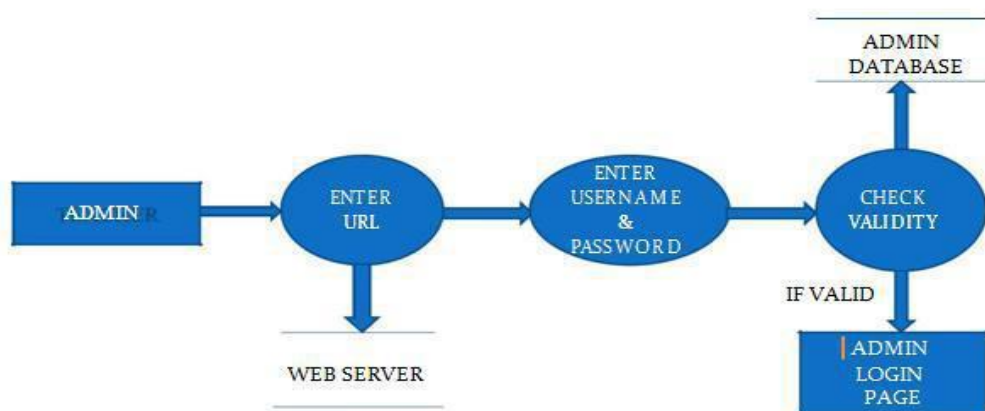 ADMIN
DATABASE
ADMIN
ENTER
URL
ENTER
USERNAME
&
PASSWORD
CHECK
VALIDITY
IF VALID
WEB SERVER
ADMIN
LOGIN
PAGE